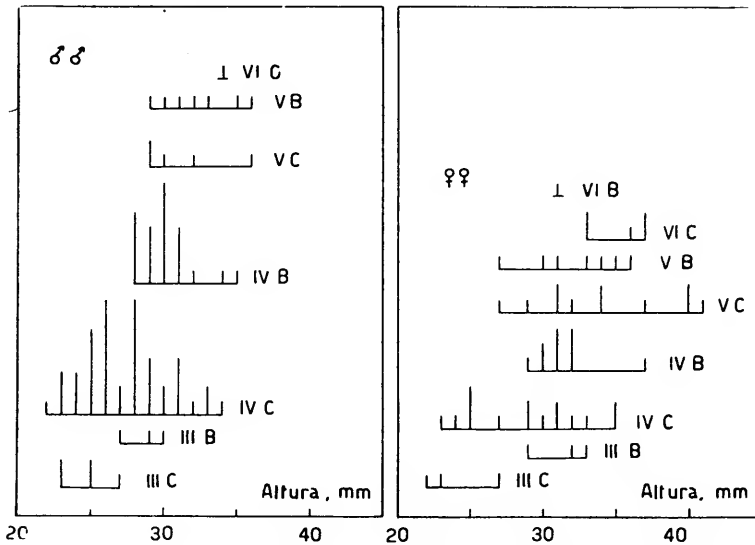 ♂♂
VI C
V B
V C
IV B
IV C
III B
III C
Altura, mm
20 30 40
♀♀
VI B
VI C
V B
V C
IV B
IV C
III B
III C
Altura, mm
20 30 40